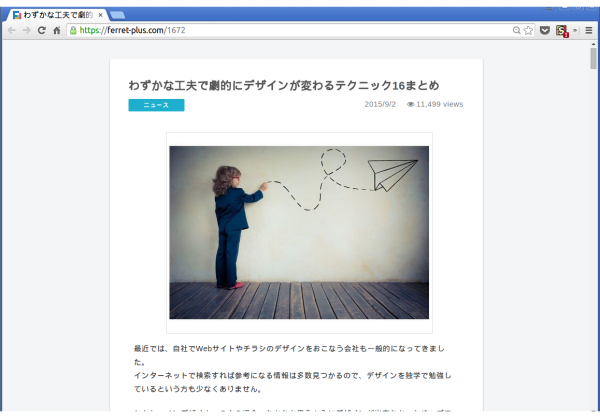 わずかな工夫で劇的
https://ferret-plus.com/1672
わずかな工夫で劇的にデザインが変わるテクニック16まとめ
ニュース
2015/9/2
11,499 views
最近では、自社でWebサイトやチラシのデザインをおこなう会社も一般的になってきまし
た。
インターネットで検索すれば参考になる情報は多数見つかるので、デザインを独学で勉強し
ているという方も少なくありません。